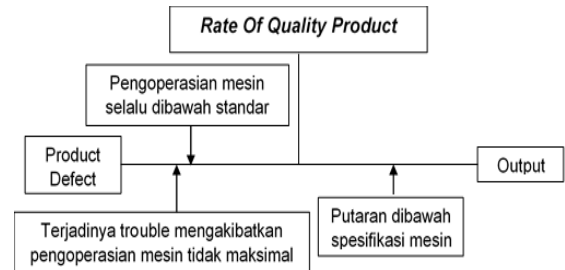 Rate Of Quality Product
Pengoperasian mesin
selalu dibawah standar
Product
Defect
Output
Terjadinya trouble mengakibatkan
pengoperasian mesin tidak maksimal
Putaran dibawah
spesifikasi mesin